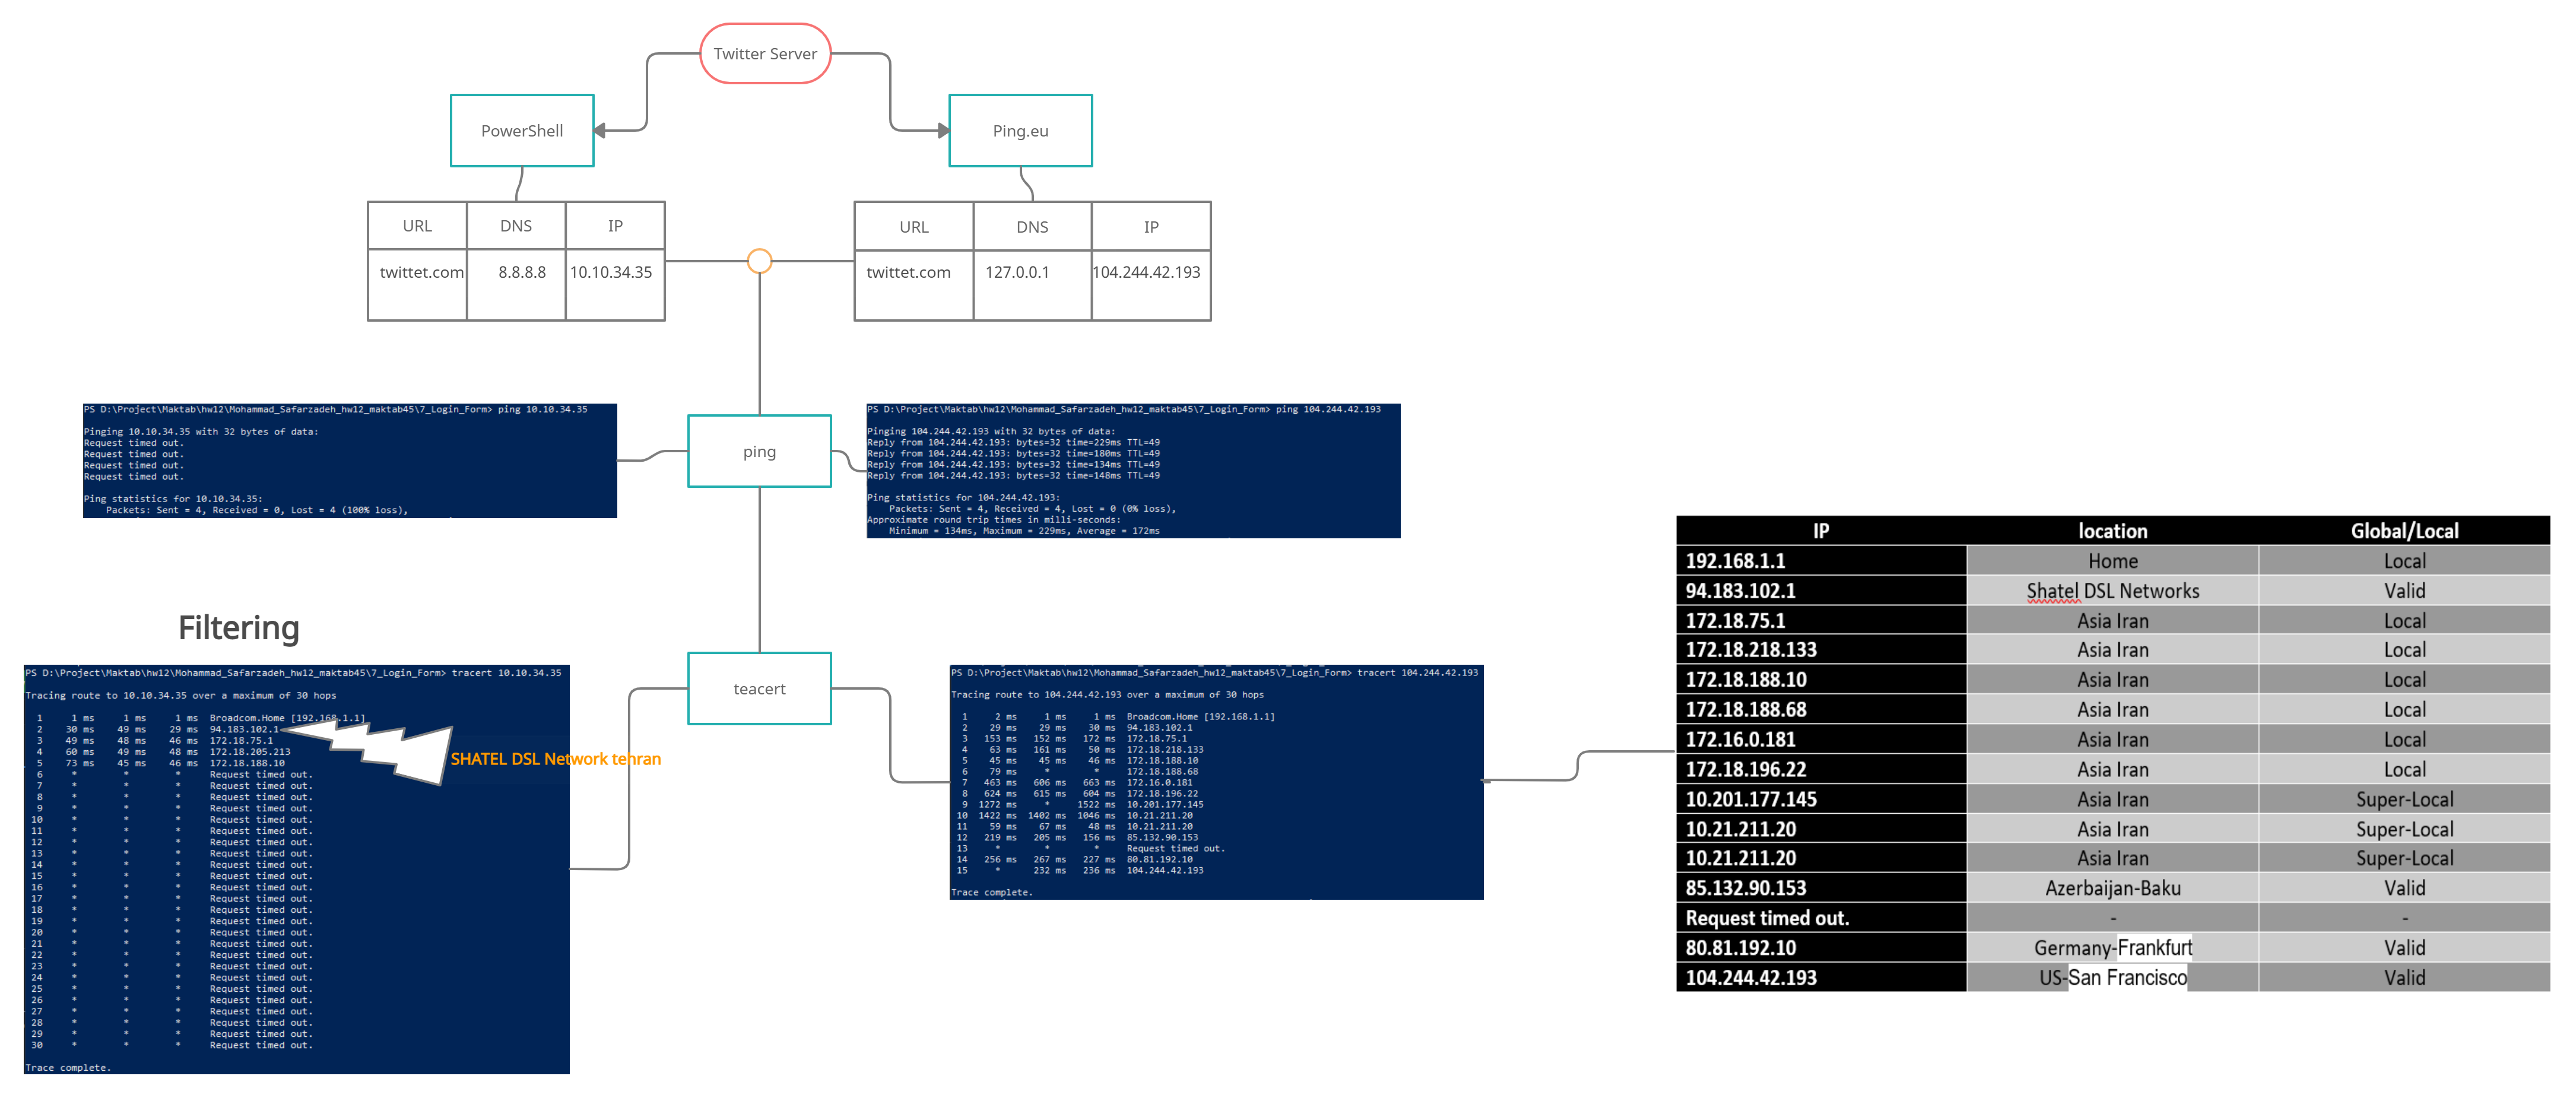 Twitter Server
PowerShell
Ping.eu
URL DNS IP
twittet.com 8.8.8.8 10.10.34.35
URL DNS IP
twittet.com 127.0.0.1 104.244.42.193
PS D:\Project\Maktab\hw12\Mohammad_Safarzadeh_hw12_maktab45\7_Login_Form> ping 10.10.34.35
Pinging 10.10.34.35 with 32 bytes of data:
Request timed out.
Request timed out.
Request timed out.
Request timed out.
Ping statistics for 10.10.34.35:
Packets: Sent = 4, Received = 0, Lost = 4 (100% loss),
ping
PS D:\Project\Maktab\hw12\Mohammad_Safarzadeh_hw12_maktab45\7_Login_Form> ping 104.244.42.193
Pinging 104.244.42.193 with 32 bytes of data:
Reply from 104.244.42.193: bytes=32 time=229ms TTL=49
Reply from 104.244.42.193: bytes=32 time=180ms TTL=49
Reply from 104.244.42.193: bytes=32 time=134ms TTL=49
Reply from 104.244.42.193: bytes=32 time=148ms TTL=49
Ping statistics for 104.244.42.193:
Packets: Sent = 4, Received = 4, Lost = 0 (0% loss),
Approximate round trip times in milli-seconds:
Minimum = 134ms, Maximum = 229ms, Average = 172ms
Filtering
PS D:\Project\Maktab\hw12\Mohammad_Safarzadeh_hw12_maktab45\7_Login_Form> tracert 10.10.34.35
Tracing route to 10.10.34.35 over a maximum of 30 hops
1 1 ms 1 ms 1 ms Broadcom.Home [192.168.1.1]
2 30 ms 49 ms 29 ms 94.183.102.1
3 49 ms 48 ms 46 ms 172.18.75.1
4 60 ms 49 ms 48 ms 172.18.205.213
5 73 ms 45 ms 46 ms 172.18.188.10
6 * * * Request timed out.
7 * * * Request timed out.
8 * * * Request timed out.
9 * * * Request timed out.
10 * * * Request timed out.
11 * * * Request timed out.
12 * * * Request timed out.
13 * * * Request timed out.
14 * * * Request timed out.
15 * * * Request timed out.
16 * * * Request timed out.
17 * * * Request timed out.
18 * * * Request timed out.
19 * * * Request timed out.
20 * * * Request timed out.
21 * * * Request timed out.
22 * * * Request timed out.
23 * * * Request timed out.
24 * * * Request timed out.
25 * * * Request timed out.
26 * * * Request timed out.
27 * * * Request timed out.
28 * * * Request timed out.
29 * * * Request timed out.
30 * * * Request timed out.
Trace complete.
SHATEL DSL Network tehran
teacert
PS D:\Project\Maktab\hw12\Mohammad_Safarzadeh_hw12_maktab45\7_Login_Form> tracert 104.244.42.193
Tracing route to 104.244.42.193 over a maximum of 30 hops
1 2 ms 1 ms 1 ms Broadcom.Home [192.168.1.1]
2 29 ms 29 ms 30 ms 94.183.102.1
3 153 ms 152 ms 172 ms 172.18.75.1
4 63 ms 161 ms 50 ms 172.18.218.133
5 45 ms 45 ms 46 ms 172.18.188.10
6 79 ms * * 172.18.188.68
7 463 ms 606 ms 663 ms 172.16.0.181
8 624 ms 615 ms 604 ms 172.18.196.22
9 1272 ms * 1522 ms 10.201.177.145
10 1422 ms 1402 ms 1046 ms 10.21.211.20
11 59 ms 67 ms 48 ms 10.21.211.20
12 219 ms 205 ms 156 ms 85.132.90.153
13 * * * Request timed out.
14 256 ms 267 ms 227 ms 80.81.192.10
15 * 232 ms 236 ms 104.244.42.193
Trace complete.
IP location Global/Local
192.168.1.1 Home Local
94.183.102.1 Shatel DSL Networks Valid
172.18.75.1 Asia Iran Local
172.18.218.133 Asia Iran Local
172.18.188.10 Asia Iran Local
172.18.188.68 Asia Iran Local
172.16.0.181 Asia Iran Local
172.18.196.22 Asia Iran Local
10.201.177.145 Asia Iran Super-Local
10.21.211.20 Asia Iran Super-Local
10.21.211.20 Asia Iran Super-Local
85.132.90.153 Azerbaijan-Baku Valid
Request timed out. - -
80.81.192.10 Germany-Frankfurt Valid
104.244.42.193 US-San Francisco Valid